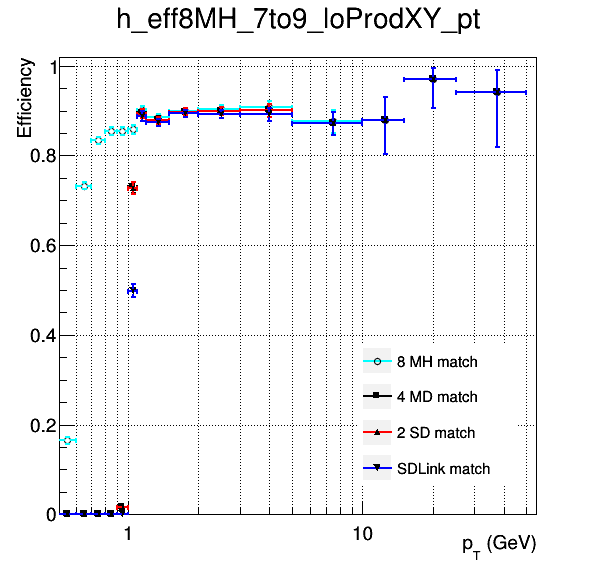 h_eff8MH_7to9_loProdXY_pt
Efficiency
1
0.8
0.6
0.4
0.2
0
8 MH match
4 MD match
2 SD match
SDLink match
1
10
p_T (GeV)